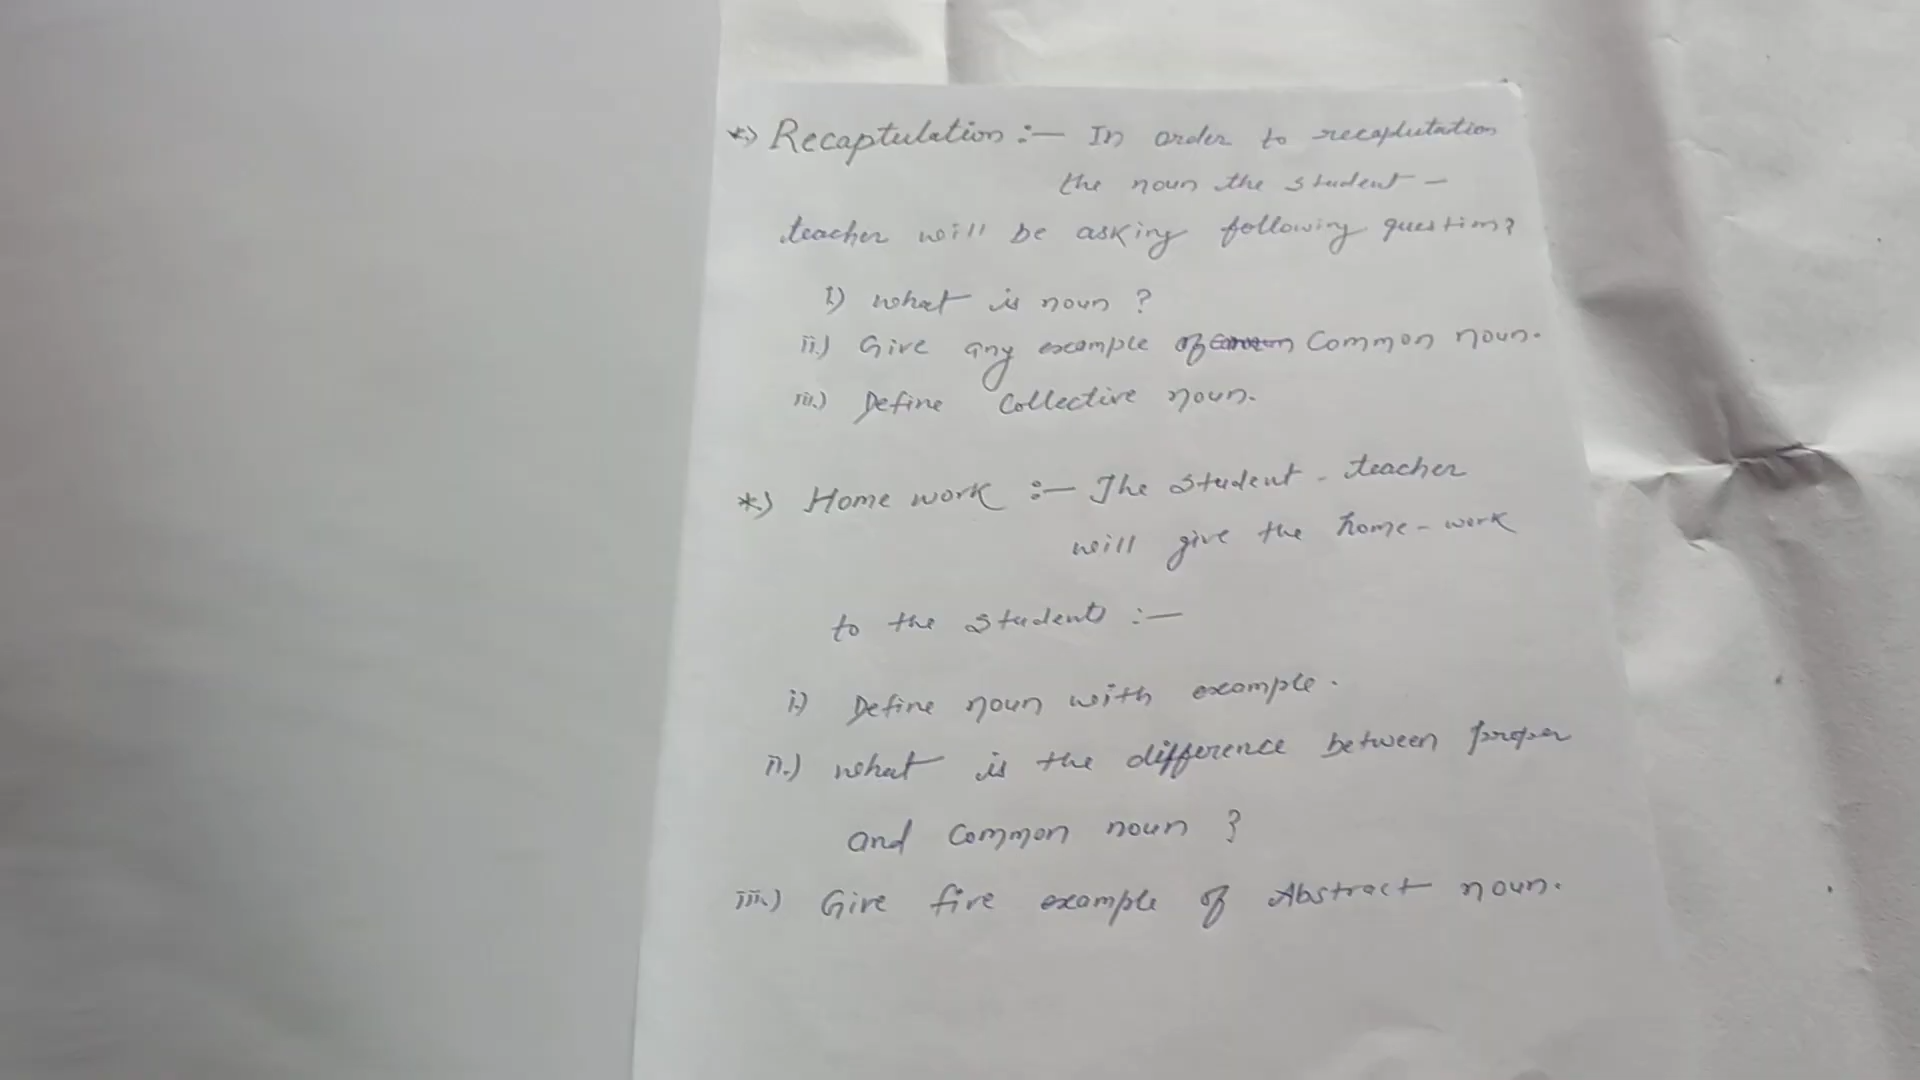 *) Recaptulation :— In order to recaplutation
the noun the student —
teacher will be asking following question?
i) what is noun ?
ii.) Give any example of Common noun.
iii.) Define Collective noun.
*.) Home work :— The Student - teacher
will give the home - work
to the Students :—
i.) Define noun with example.
ii.) what is the difference between proper
and Common noun ?
iii.) Give five example of Abstract noun.